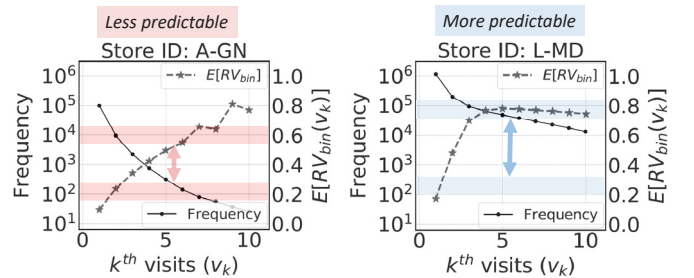 Less predictable
Store ID: A-GN
E[RV_bin]
Frequency
10^6
10^5
10^4
10^3
10^2
10^1
1.0
0.8
0.6
0.4
0.2
0.0
E[RV_bin(v_k)]
Frequency
0
5
10
k^th visits (v_k)
More predictable
Store ID: L-MD
E[RV_bin]
Frequency
10^6
10^5
10^4
10^3
10^2
10^1
1.0
0.8
0.6
0.4
0.2
0.0
E[RV_bin(v_k)]
Frequency
0
5
10
k^th visits (v_k)